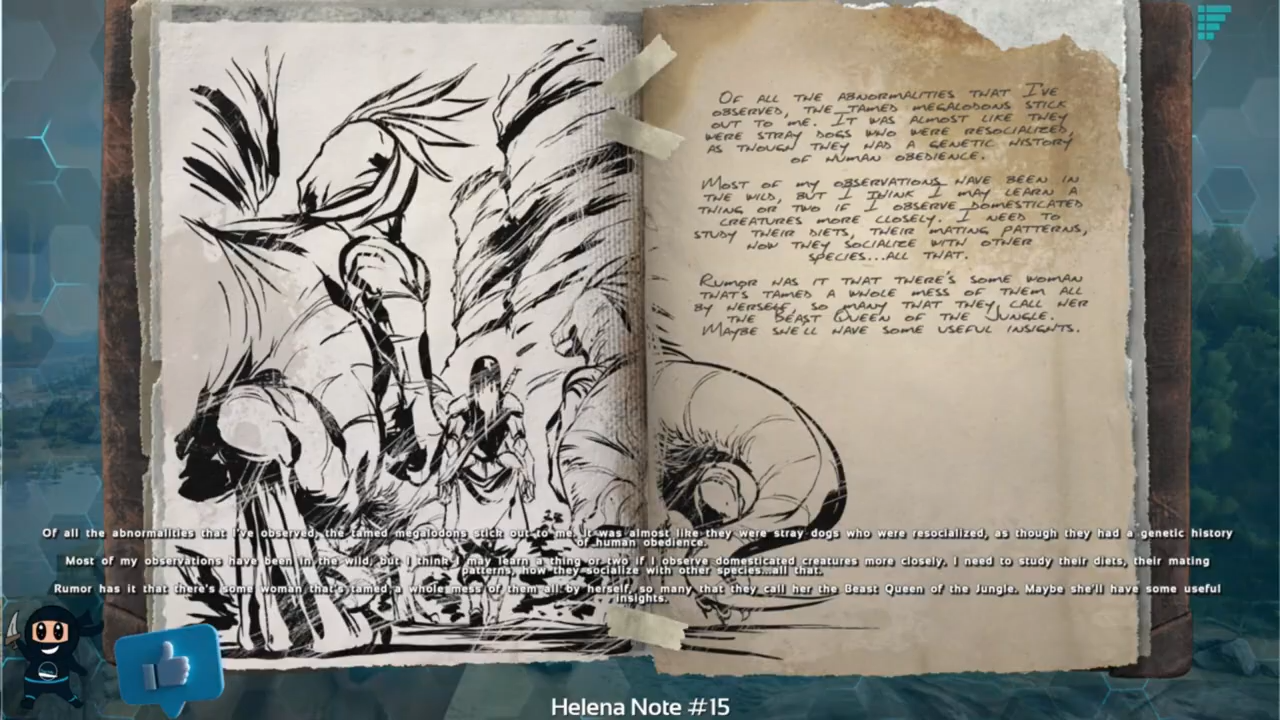 Of all the abnormalities that I've
observed, the tamed megalodons stick
out to me. It was almost like they
were stray dogs who were resocialized,
as though they had a genetic history
of human obedience.
Most of my observations have been in
the wild, but I think I may learn a
thing or two if I observe domesticated
creatures more closely. I need to
study their diets, their mating patterns,
how they socialize with other
species...all that.
Rumor has it that there's some woman
that's tamed a whole mess of them all
by herself, so many that they call her
the Beast Queen of the Jungle.
Maybe she'll have some useful insights.
Of all the abnormalities that I've observed, the tamed megalodons stick out to me. It was almost like they were stray dogs who were resocialized, as though they had a genetic history
of human obedience.
Most of my observations have been in the wild, but I think I may learn a thing or two if I observe domesticated creatures more closely. I need to study their diets, their mating
patterns, how they socialize with other species...all that.
Rumor has it that there's some woman that's tamed a whole mess of them all by herself, so many that they call her the Beast Queen of the Jungle. Maybe she'll have some useful
insights.
Helena Note #15